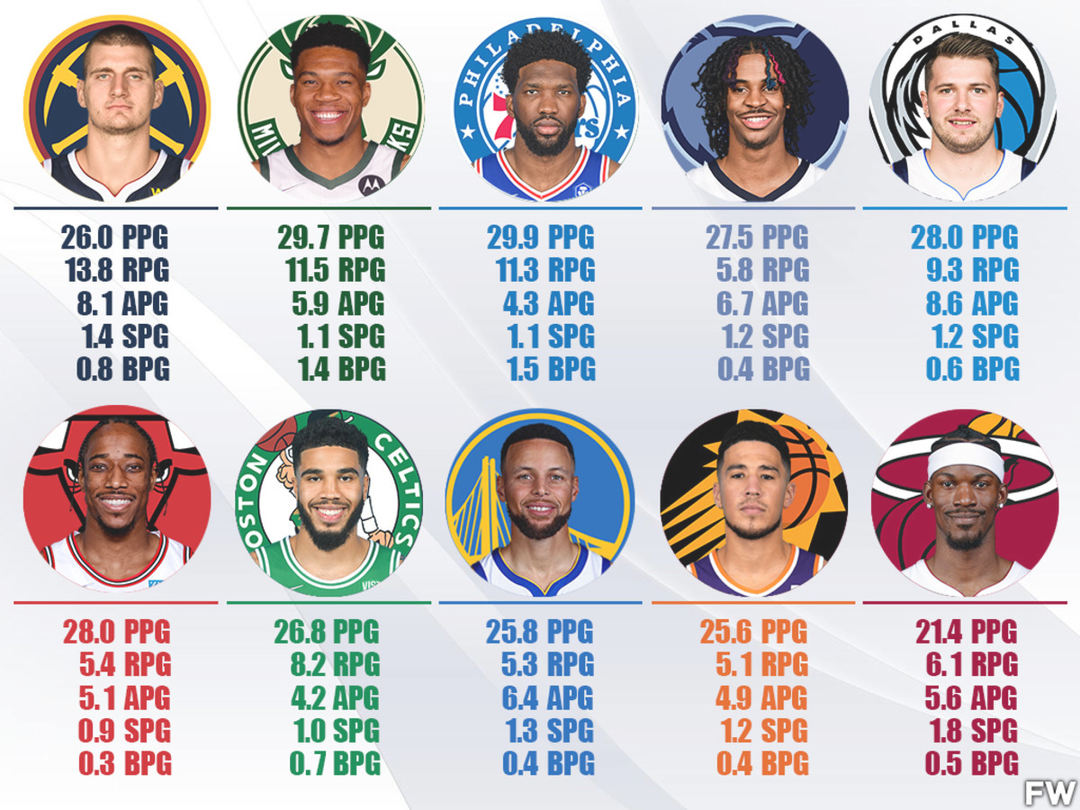 MIL
KS
PHILADELPHIA
76ers
DALLAS
26.0 PPG
13.8 RPG
8.1 APG
1.4 SPG
0.8 BPG
29.7 PPG
11.5 RPG
5.9 APG
1.1 SPG
1.4 BPG
29.9 PPG
11.3 RPG
4.3 APG
1.1 SPG
1.5 BPG
27.5 PPG
5.8 RPG
6.7 APG
1.2 SPG
0.4 BPG
28.0 PPG
9.3 RPG
8.6 APG
1.2 SPG
0.6 BPG
OSTON
CELTICS
28.0 PPG
5.4 RPG
5.1 APG
0.9 SPG
0.3 BPG
26.8 PPG
8.2 RPG
4.2 APG
1.0 SPG
0.7 BPG
25.8 PPG
5.3 RPG
6.4 APG
1.3 SPG
0.4 BPG
25.6 PPG
5.1 RPG
4.9 APG
1.2 SPG
0.4 BPG
21.4 PPG
6.1 RPG
5.6 APG
1.8 SPG
0.5 BPG
FW